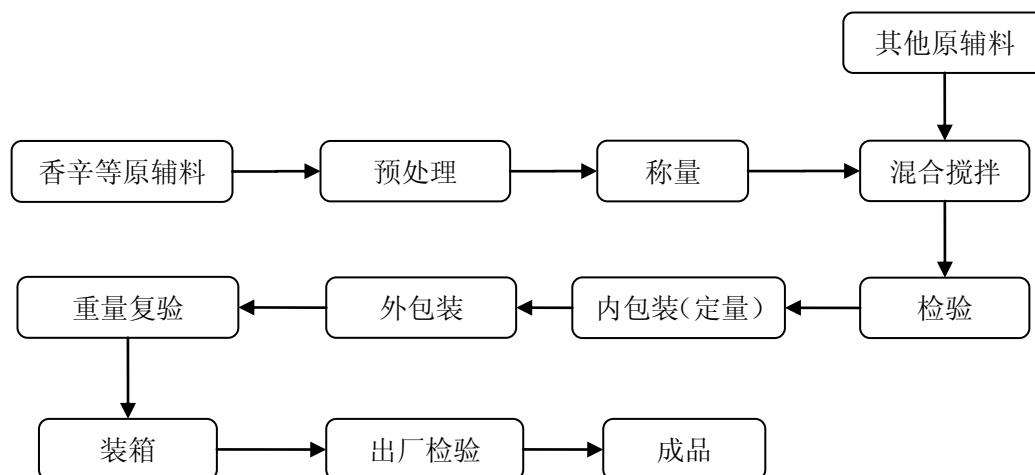 其他原辅料
香辛等原辅料
预处理
称量
混合搅拌
检验
内包装（定量）
外包装
重量复验
装箱
出厂检验
成品